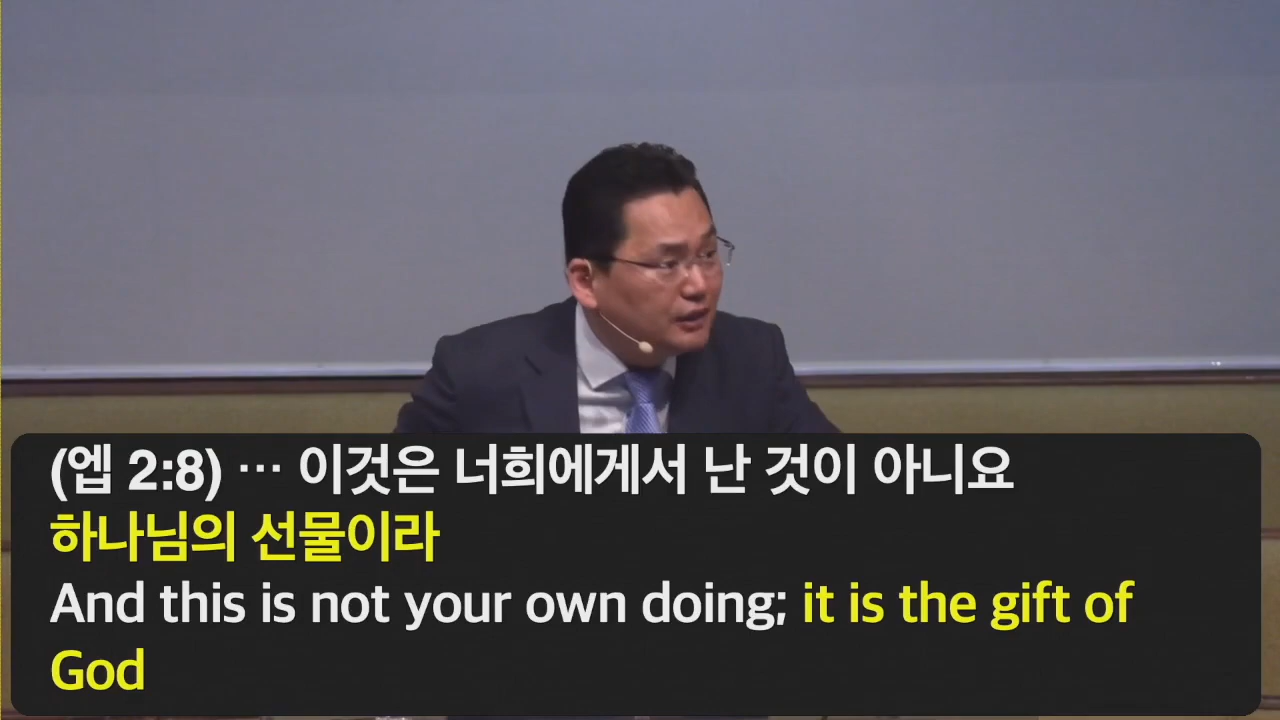 (엡 2:8) … 이것은 너희에게서 난 것이 아니요
하나님의 선물이라
And this is not your own doing; it is the gift of
God